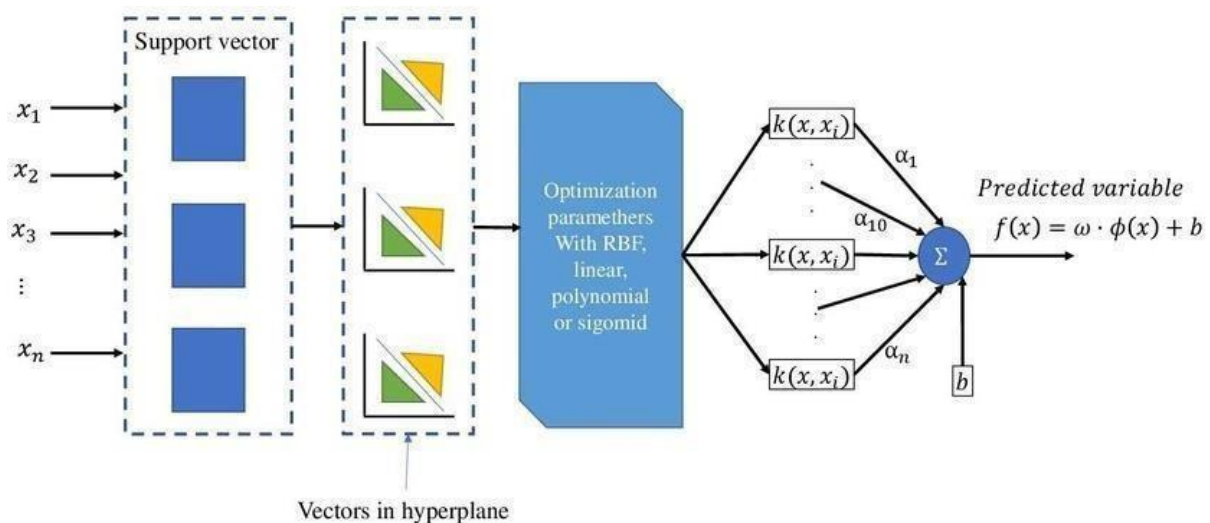 Support vector
x₁
x₂
x₃
⋮
xₙ
Vectors in hyperplane
Optimization
paramethers
With RBF,
linear,
polynomial
or sigomid
k(x, xᵢ)
k(x, xᵢ)
k(x, xᵢ)
α₁
α₁₀
αₙ
Σ
b
Predicted variable
f(x) = ω · ϕ(x) + b